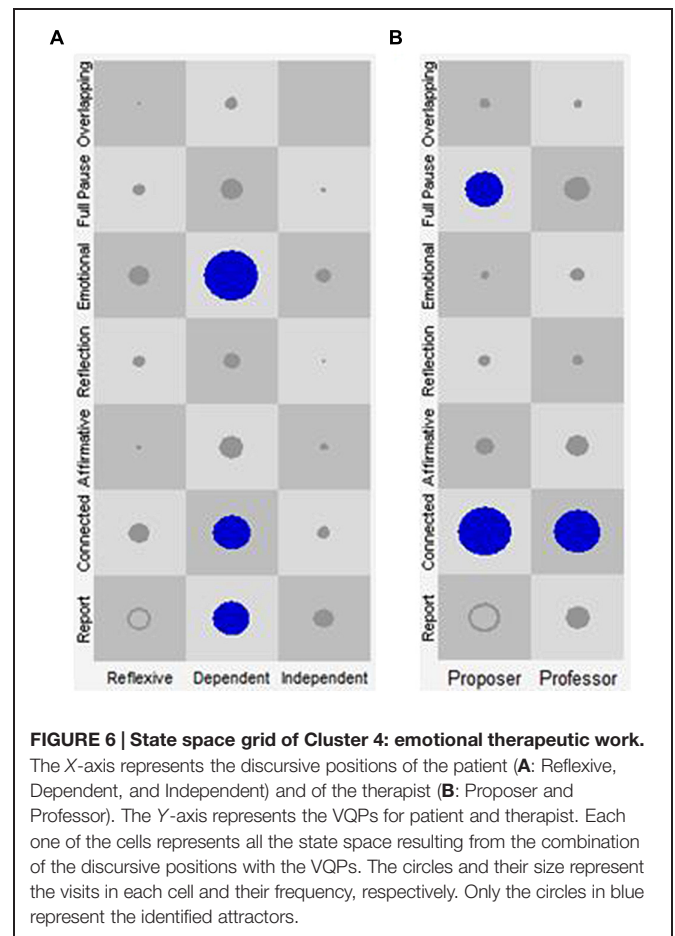 A
B
Overlapping
Full Pause
Emotional
Reflection
Affirmative
Connected
Report
Reflexive Dependent Independent
Overlapping
Full Pause
Emotional
Reflection
Affirmative
Connected
Report
Proposer Professor
FIGURE 6 | State space grid of Cluster 4: emotional therapeutic work.
The X-axis represents the discursive positions of the patient (A: Reflexive,
Dependent, and Independent) and of the therapist (B: Proposer and
Professor). The Y-axis represents the VQPs for patient and therapist. Each
one of the cells represents all the state space resulting from the combination
of the discursive positions with the VQPs. The circles and their size represent
the visits in each cell and their frequency, respectively. Only the circles in blue
represent the identified attractors.